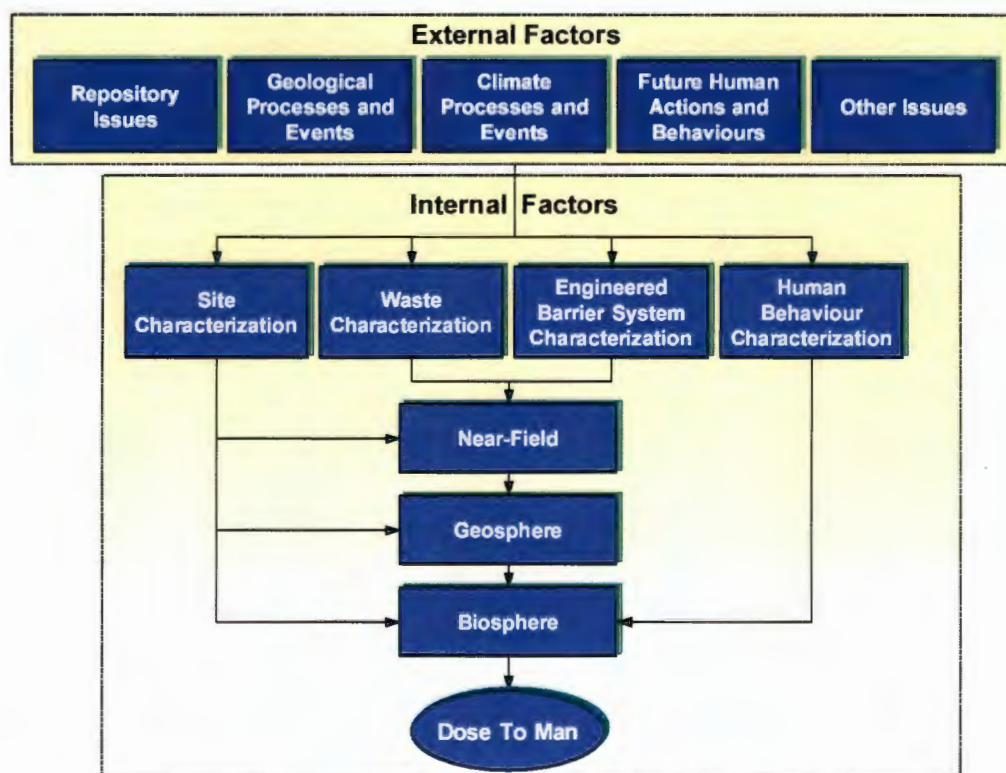 External Factors
Repository
Issues
Geological
Processes and
Events
Climate
Processes and
Events
Future Human
Actions and
Behaviours
Other Issues
Internal Factors
Site
Characterization
Waste
Characterization
Engineered
Barrier System
Characterization
Human
Behaviour
Characterization
Near-Field
Geosphere
Biosphere
Dose To Man